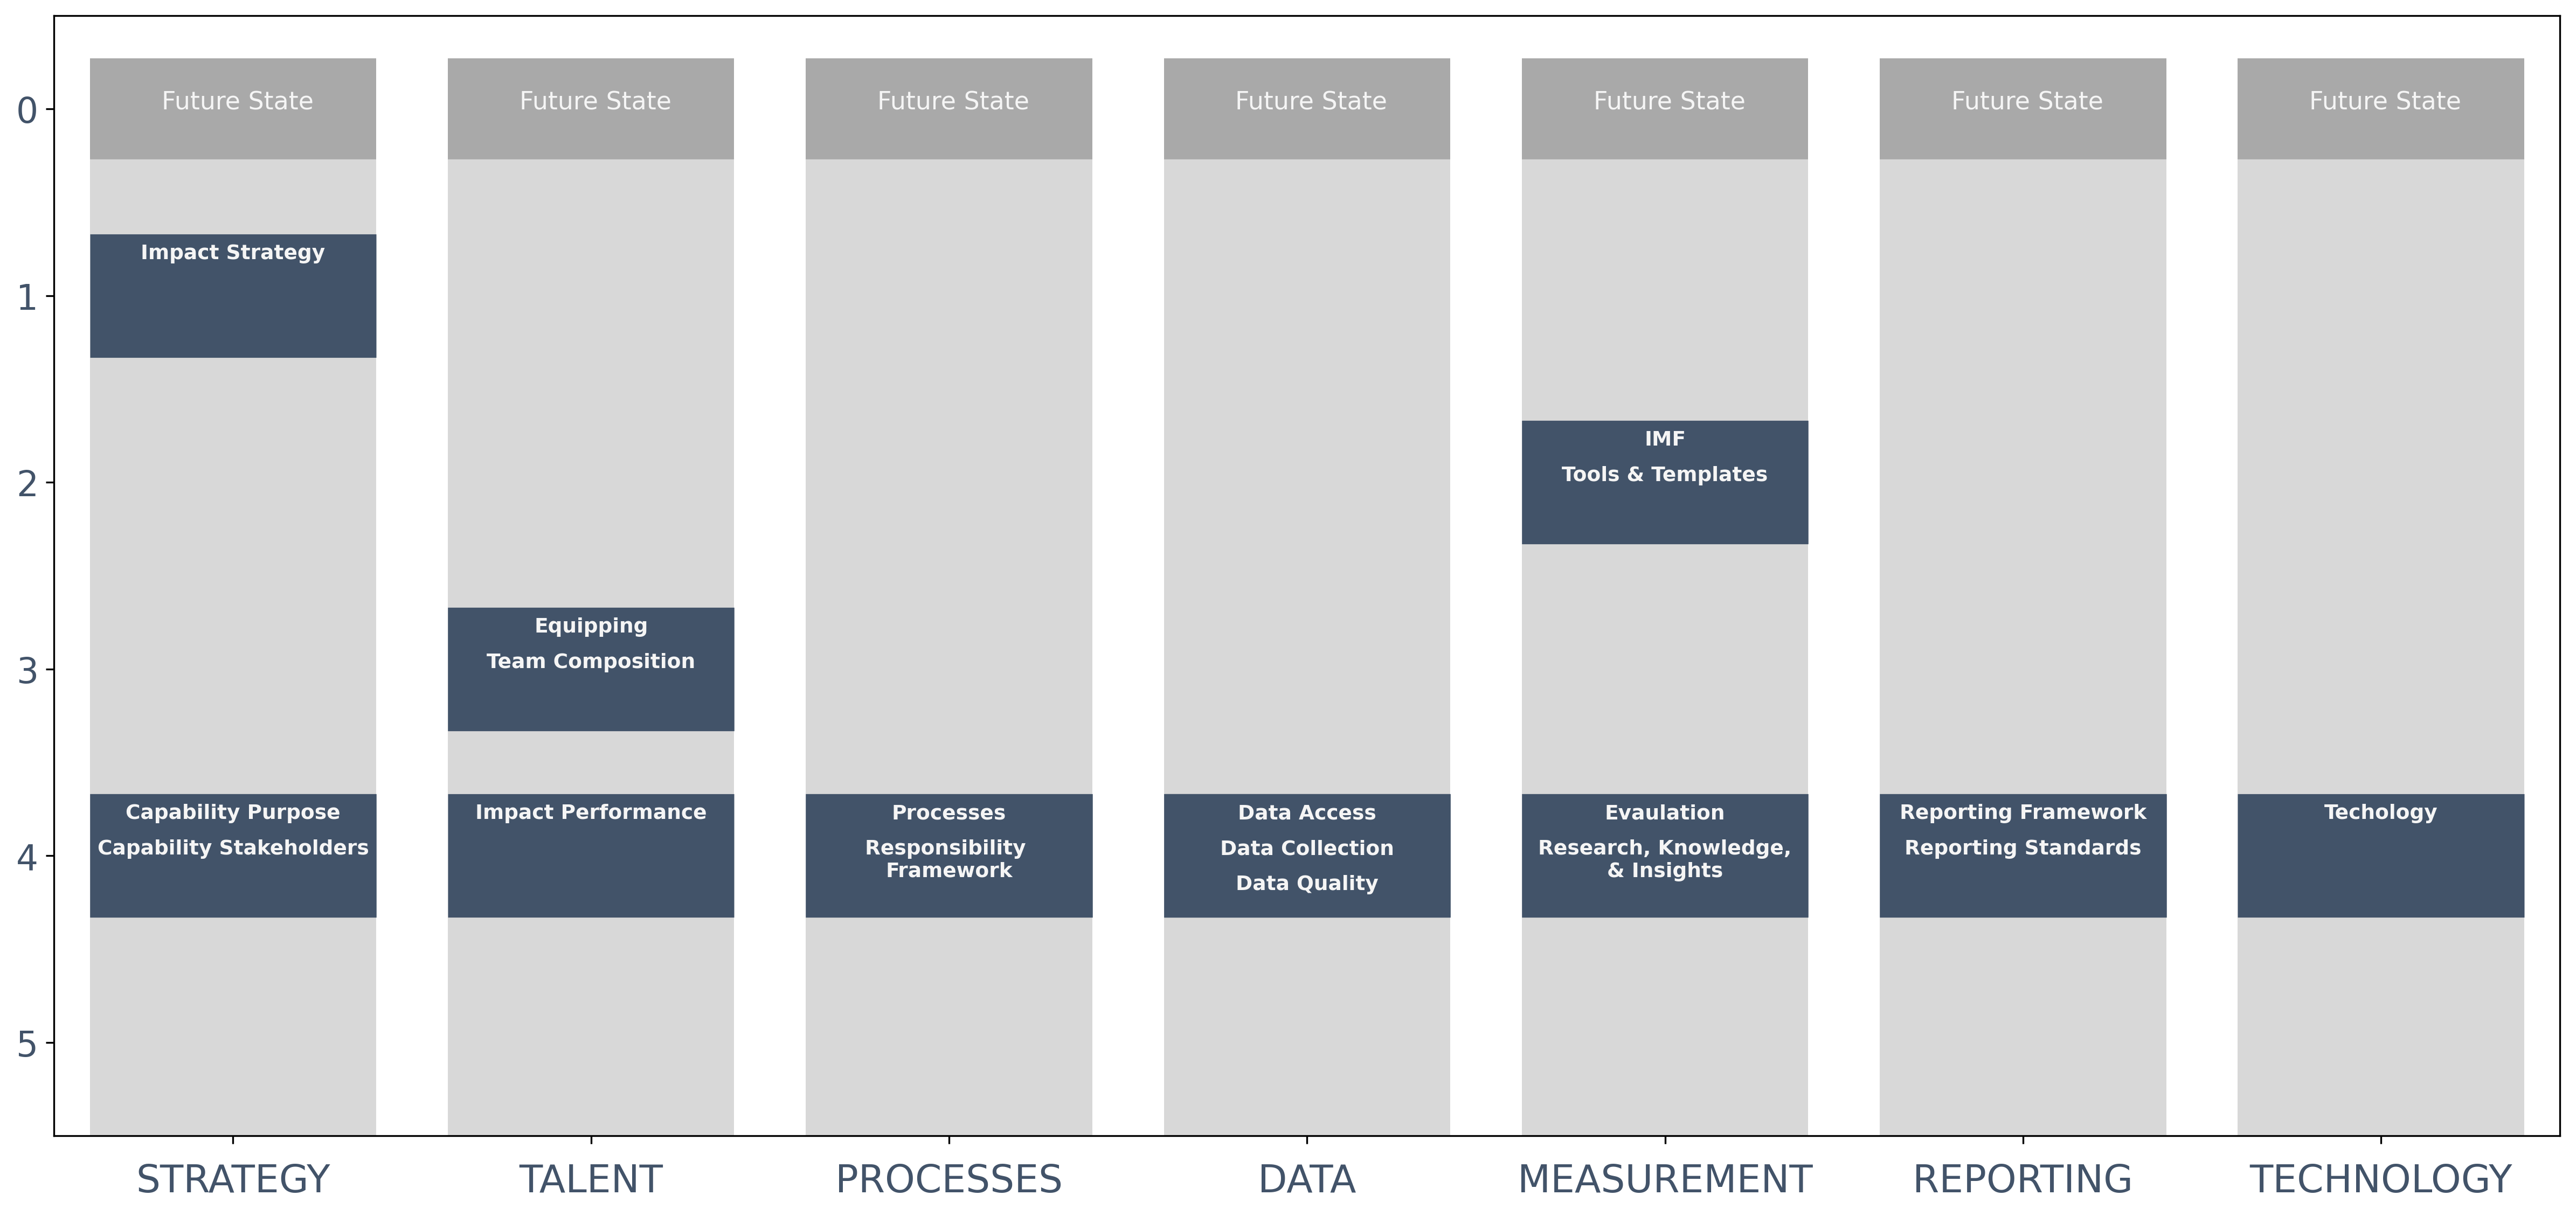 Future State
Future State
Future State
Future State
Future State
Future State
Future State
0
Impact Strategy
1
IMF
2
Tools & Templates
Equipping
3
Team Composition
Capability Purpose
Capability Stakeholders
Impact Performance
Processes
Responsibility
Framework
Data Access
Data Collection
Data Quality
Evaulation
Research, Knowledge,
& Insights
Reporting Framework
Reporting Standards
Techology
4
5
STRATEGY
TALENT
PROCESSES
DATA
MEASUREMENT
REPORTING
TECHNOLOGY